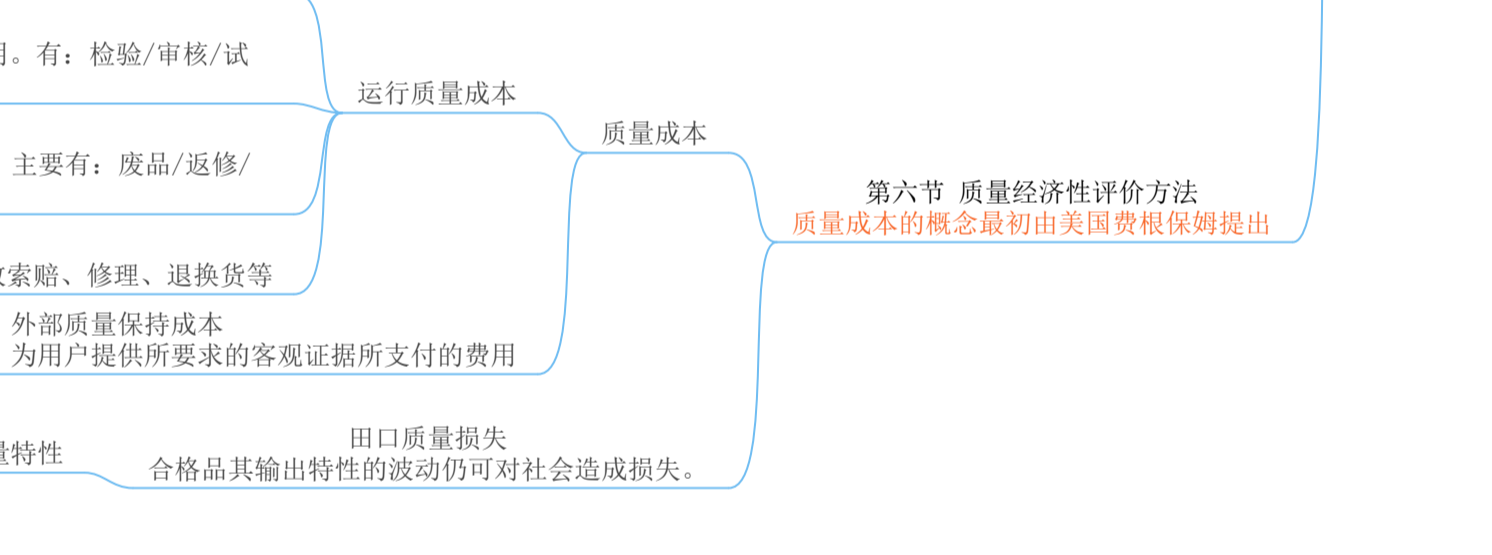 。有：检验/审核/试
运行质量成本
质量成本
主要有：废品/返修/
第六节 质量经济性评价方法
质量成本的概念最初由美国费根保姆提出
索赔、修理、退换货等
外部质量保持成本
为用户提供所要求的客观证据所支付的费用
田口质量损失
量特性
合格品其输出特性的波动仍可对社会造成损失。